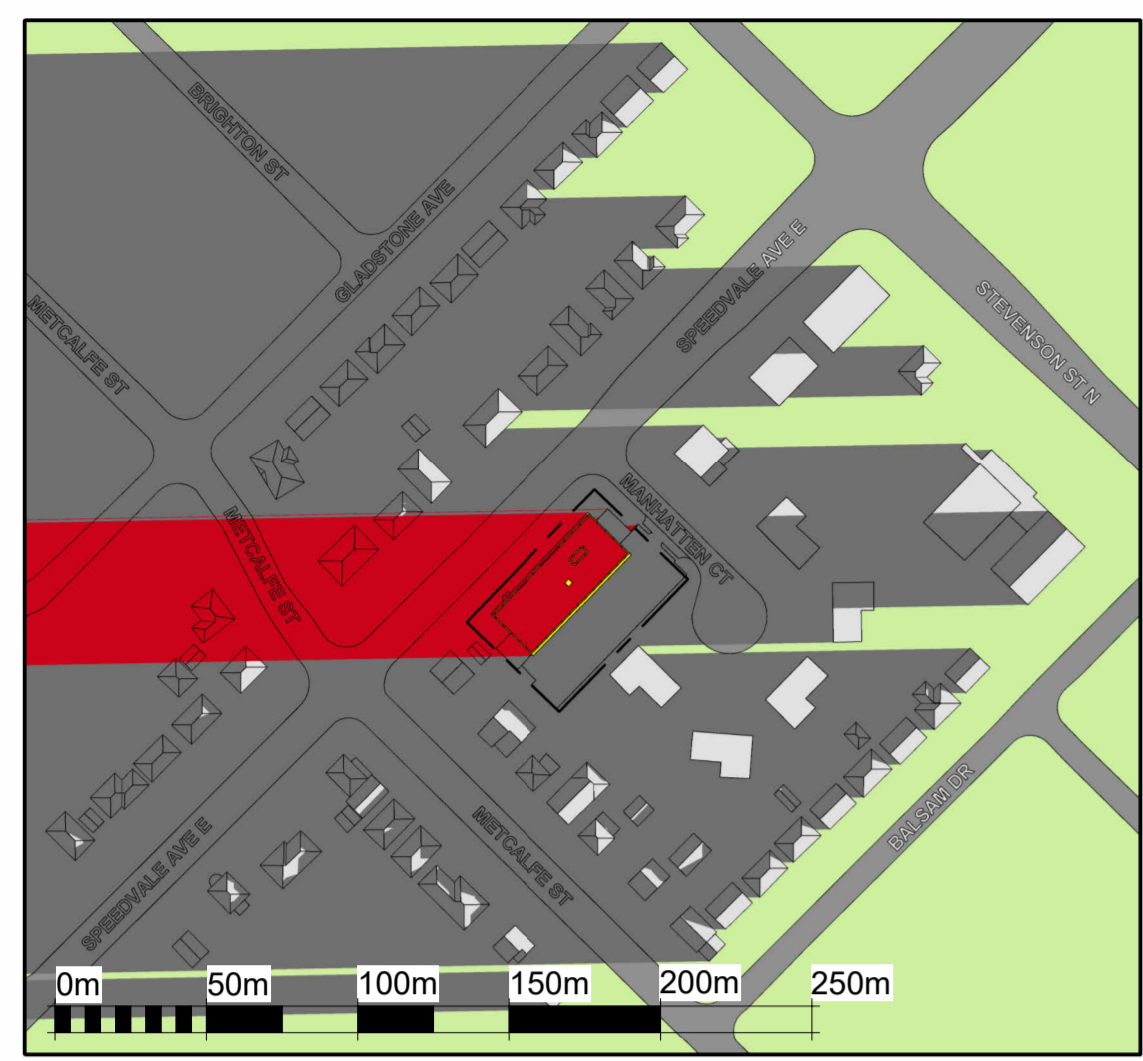 BRIGHTON ST
GLADSTONE AVE
SPEEDVALE AVE E
STEVENSON ST N
METCALFE ST
METCALFE ST
MANHATTEN CT
BALSAM DR
METCALFE ST
SPEEDVALE AVE E
0m 50m 100m 150m 200m 250m